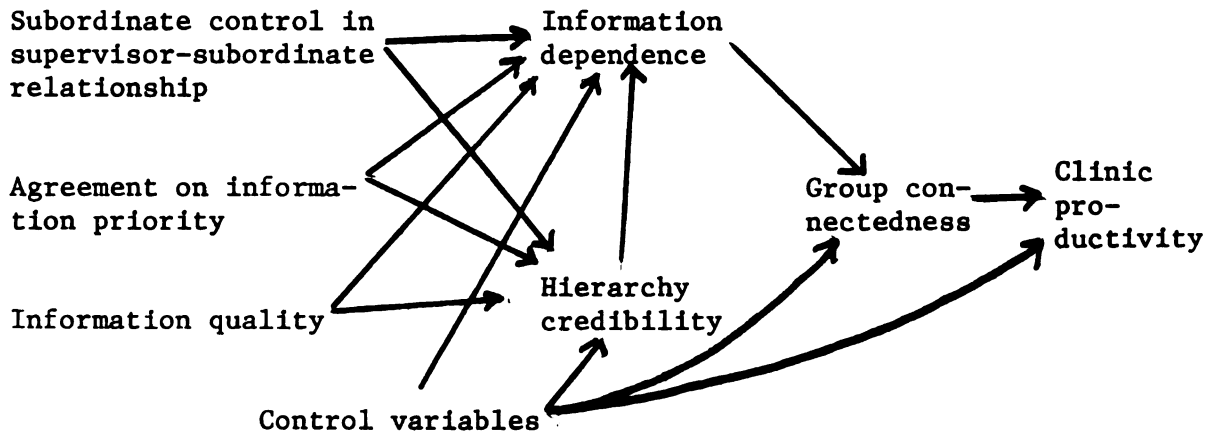 Subordinate control in
supervisor-subordinate
relationship
Information
dependence
Agreement on informa-
tion priority
Group con-
nectedness
Clinic
pro-
ductivity
Information quality
Hierarchy
credibility
Control variables